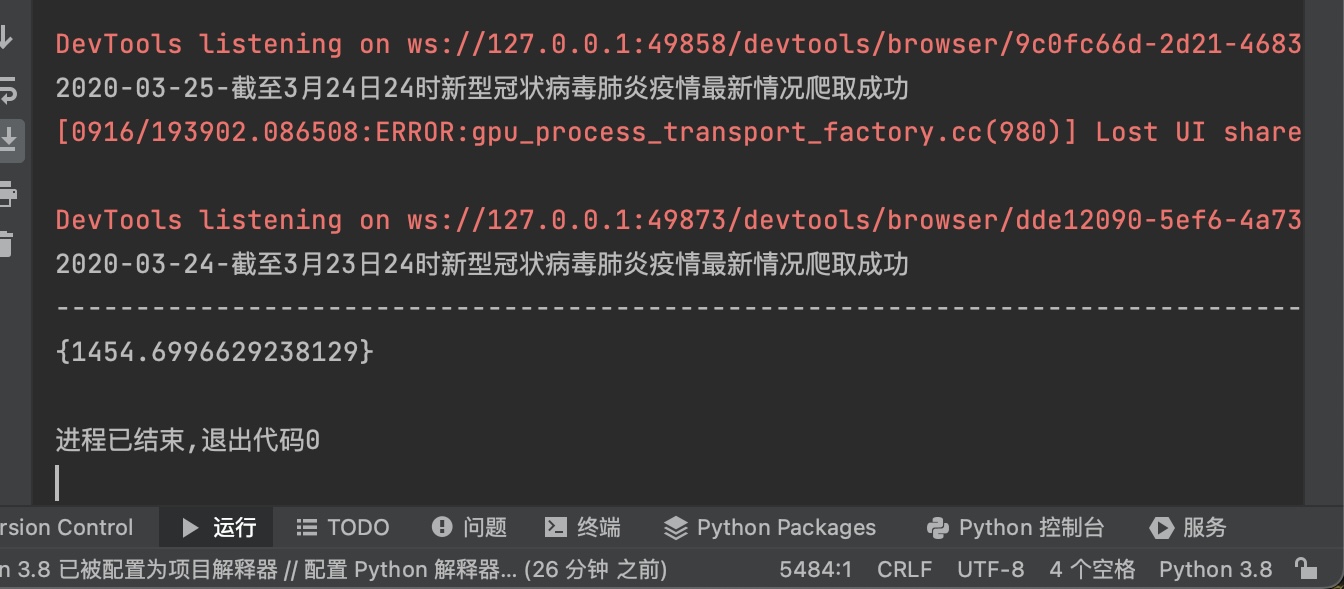 DevTools listening on ws://127.0.0.1:49858/devtools/browser/9c0fc66d-2d21-4683
2020-03-25-截至3月24日24时新型冠状病毒肺炎疫情最新情况爬取成功
[0916/193902.086508:ERROR:gpu_process_transport_factory.cc(980)] Lost UI share
DevTools listening on ws://127.0.0.1:49873/devtools/browser/dde12090-5ef6-4a73
2020-03-24-截至3月23日24时新型冠状病毒肺炎疫情最新情况爬取成功
------------------------------------------------------------------------------
{1454.6996629238129}
进程已结束,退出代码0
rsion Control 运行 TODO 问题 终端 Python Packages Python 控制台 服务
n 3.8 已被配置为项目解释器 // 配置 Python 解释器... (26 分钟 之前) 5484:1 CRLF UTF-8 4 个空格 Python 3.8